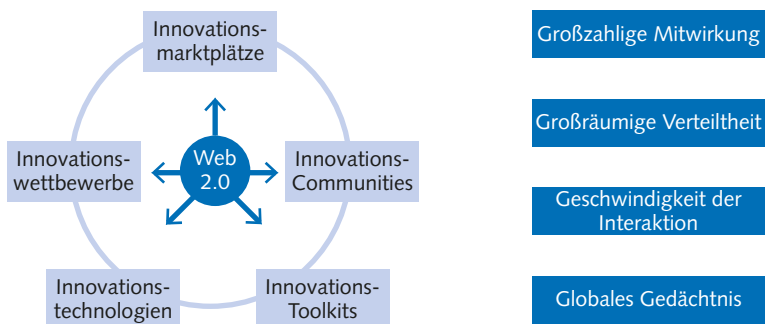 Innovations-
marktplätze
Innovations-
wettbewerbe
Web
2.0
Innovations-
Communities
Innovations-
technologien
Innovations-
Toolkits
Großzahlige Mitwirkung
Großräumige Verteiltheit
Geschwindigkeit der
Interaktion
Globales Gedächtnis